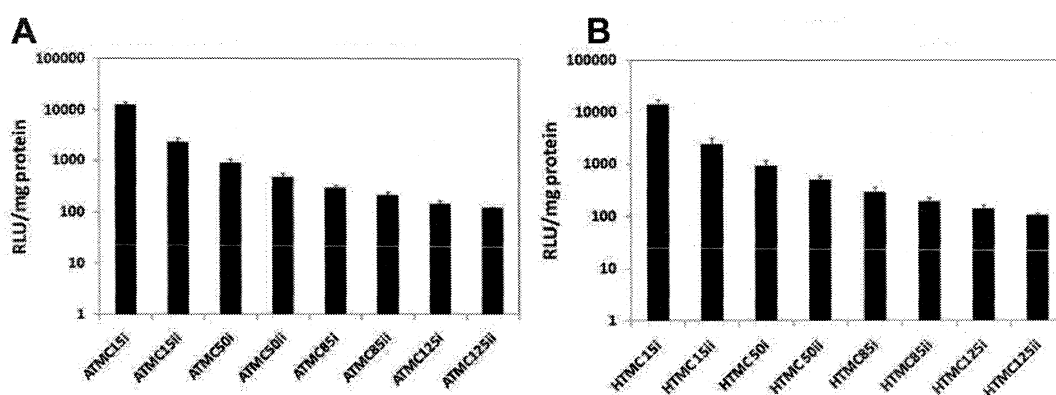 A
RLU/mg protein
100000
10000
1000
100
10
1
ATMC15i
ATMC15ii
ATMC50i
ATMC50ii
ATMC85i
ATMC85ii
ATMC125i
ATMC125ii
B
RLU/mg protein
100000
10000
1000
100
10
1
HTMC15i
HTMC15ii
HTMC50i
HTMC50ii
HTMC85i
HTMC85ii
HTMC125i
HTMC125ii